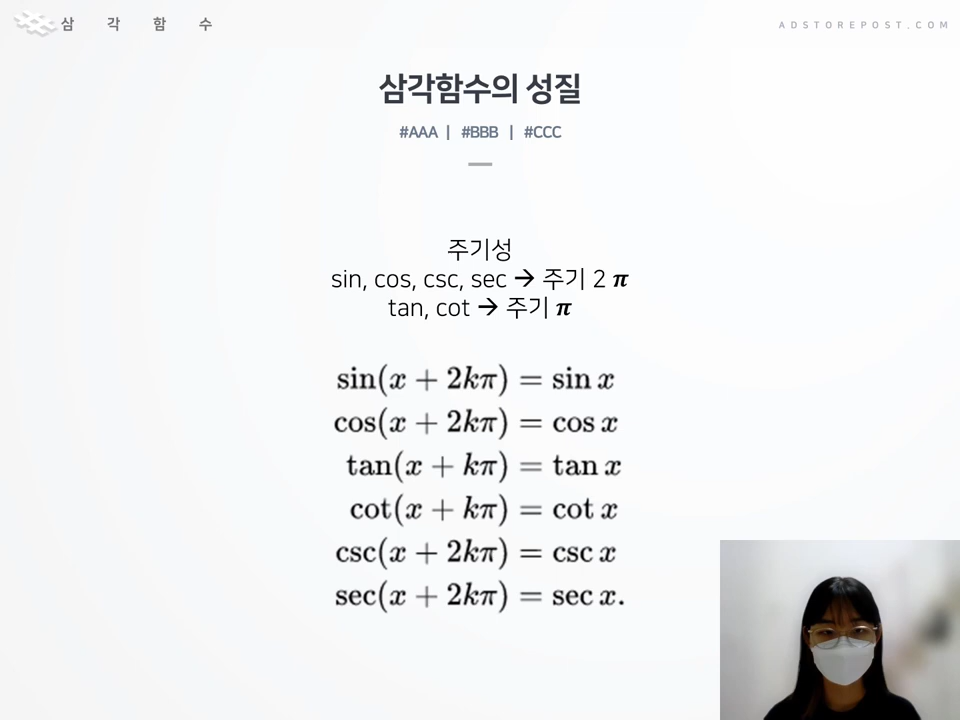 삼 각 함 수
ADSTOREPOST.COM
삼각함수의 성질
#AAA | #BBB | #CCC
주기성
sin, cos, csc, sec → 주기 2 π
tan, cot → 주기 π
sin(x + 2kπ) = sin x
cos(x + 2kπ) = cos x
tan(x + kπ) = tan x
cot(x + kπ) = cot x
csc(x + 2kπ) = csc x
sec(x + 2kπ) = sec x.